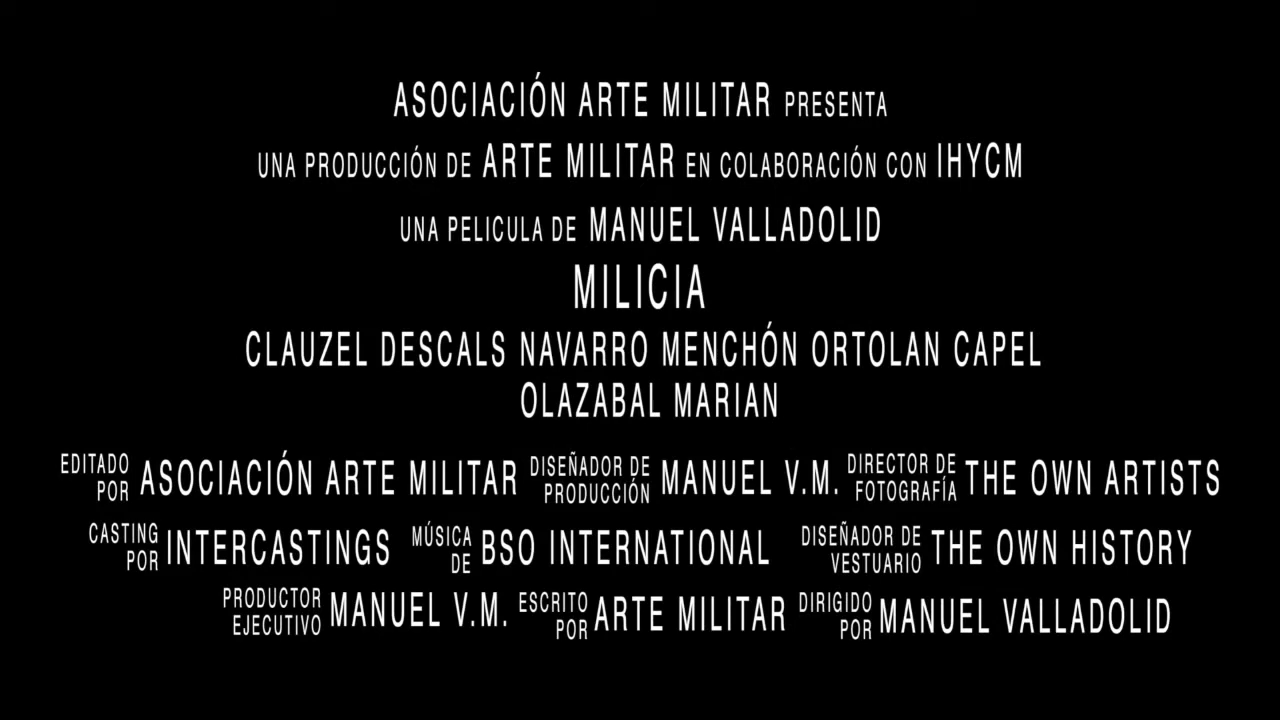 ASOCIACIÓN ARTE MILITAR PRESENTA
UNA PRODUCCIÓN DE ARTE MILITAR EN COLABORACIÓN CON IHYCM
UNA PELICULA DE MANUEL VALLADOLID
MILICIA
CLAUZEL DESCALS NAVARRO MENCHÓN ORTOLAN CAPEL
OLAZABAL MARIAN
EDITADO POR ASOCIACIÓN ARTE MILITAR DISEÑADOR DE PRODUCCIÓN MANUEL V.M. DIRECTOR DE FOTOGRAFÍA THE OWN ARTISTS
CASTING POR INTERCASTINGS MÚSICA DE BSO INTERNATIONAL DISEÑADOR DE VESTUARIO THE OWN HISTORY
PRODUCTOR EJECUTIVO MANUEL V.M. ESCRITO POR ARTE MILITAR DIRIGIDO POR MANUEL VALLADOLID